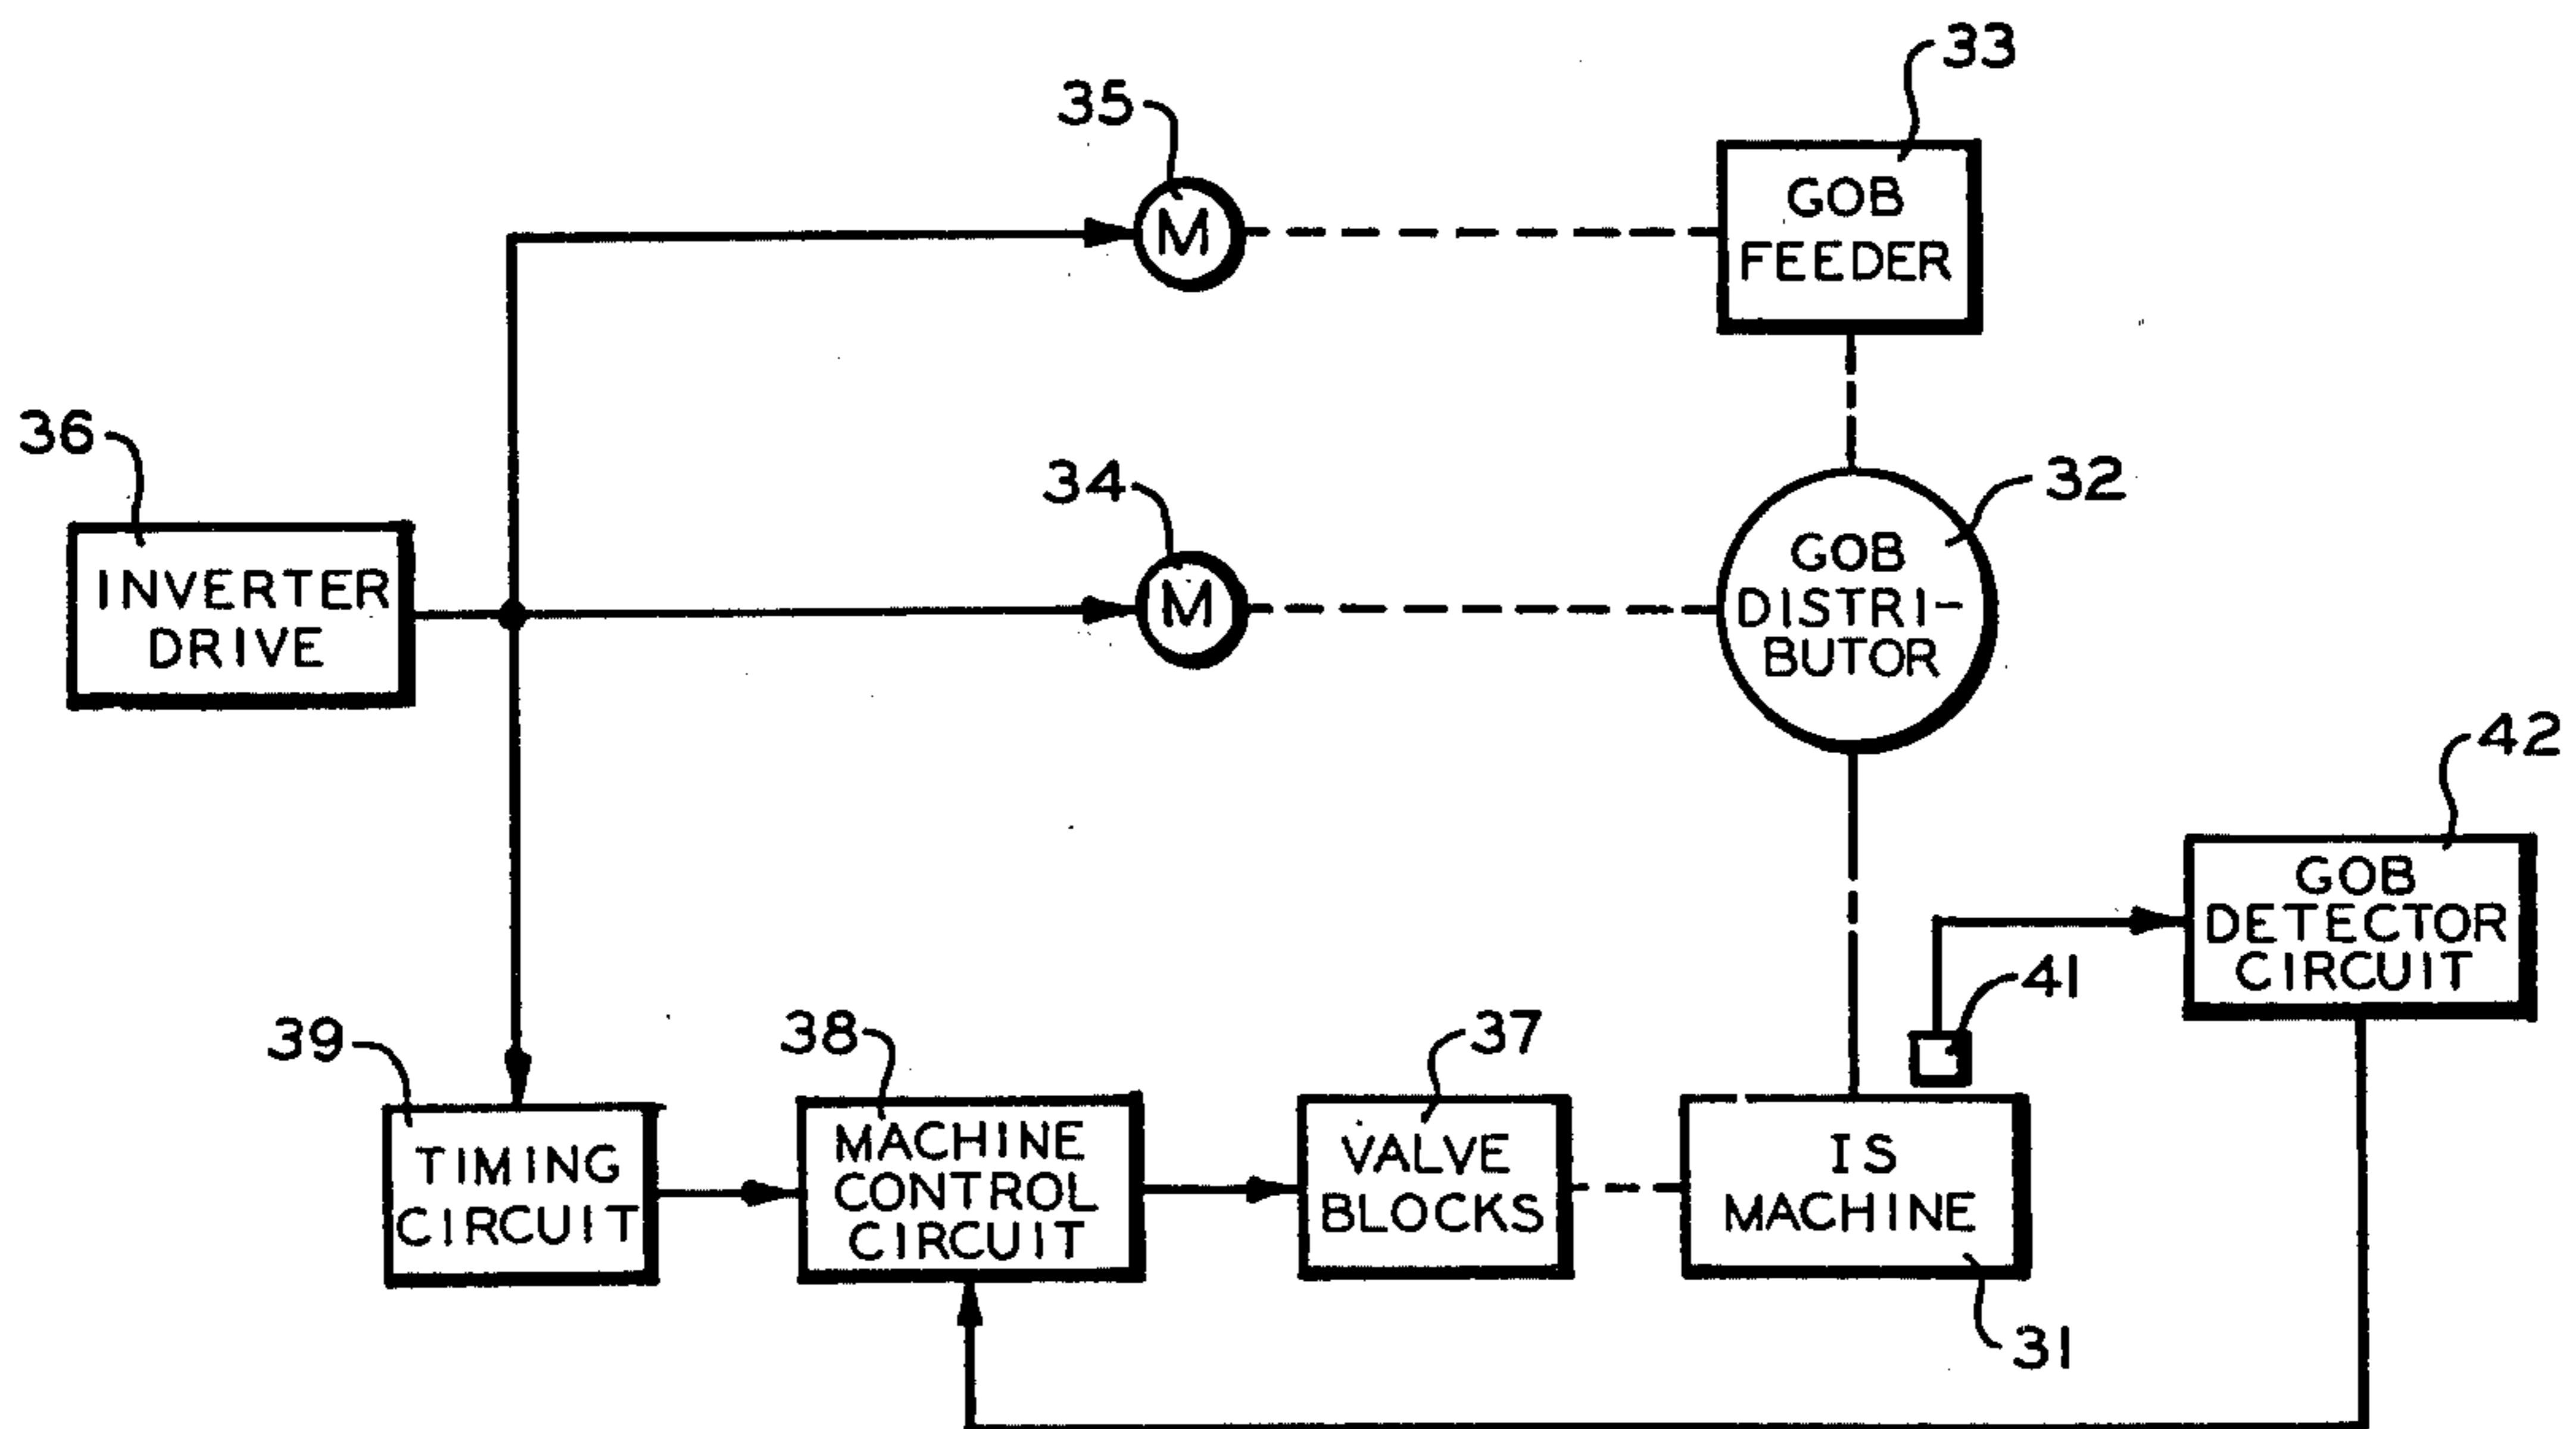 33
35
GOB
FEEDER
M
36
34
32
INVERTER
DRIVE
M
GOB
DISTRI-
BUTOR
42
GOB
DETECTOR
CIRCUIT
41
39
38
37
TIMING
CIRCUIT
MACHINE
CONTROL
CIRCUIT
VALVE
BLOCKS
IS
MACHINE
31